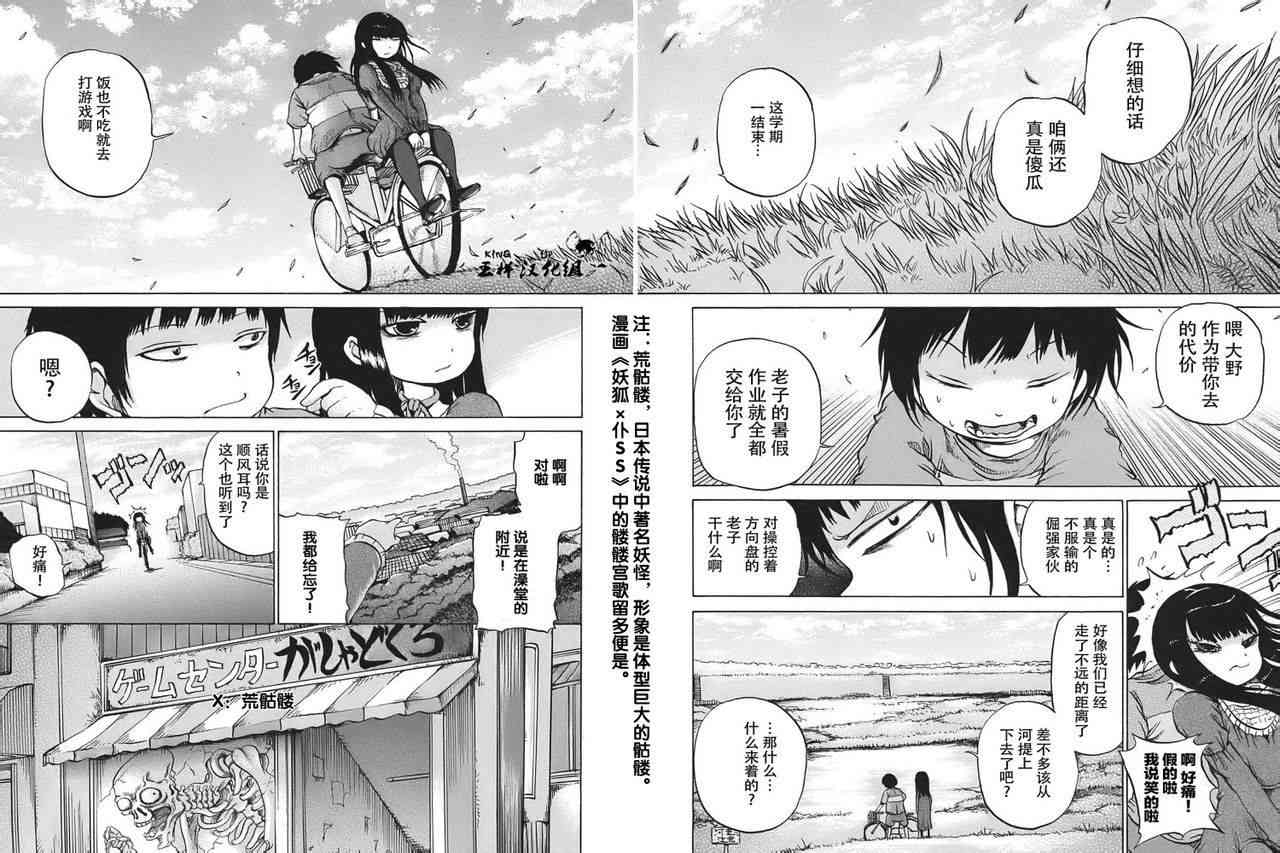 仔细想的话
咱俩还
真是傻瓜
这学期
一结束…
饭也不吃就去
打游戏啊
KING
王样汉化组
喂 大野
作为带你去
的代价
老子的暑假
作业就全都
交给你了
真是的…
真是个
不服输的
倔强家伙
对操控着
方向盘的
老子
干什么啊
ゴー
ゴー
啊 好痛！
假的啦
我说笑的啦
好像我们已经
走了不远的距离了
差不多该从
河提上
下去了吧？
…那什么…
什么来着的？
注：荒骷髅，日本传说中著名妖怪，形象是体型巨大的骷髅。
漫画《妖狐×仆SS》中的髅髅宫歌留多便是。
嗯？
啊啊
对啦
说是在澡堂的
附近！
我都给忘了！
话说你是
顺风耳吗？
这个也听到了
ゴー
ゴー
好痛！
ゲームセンターがしゃどくろ
X：荒骷髅